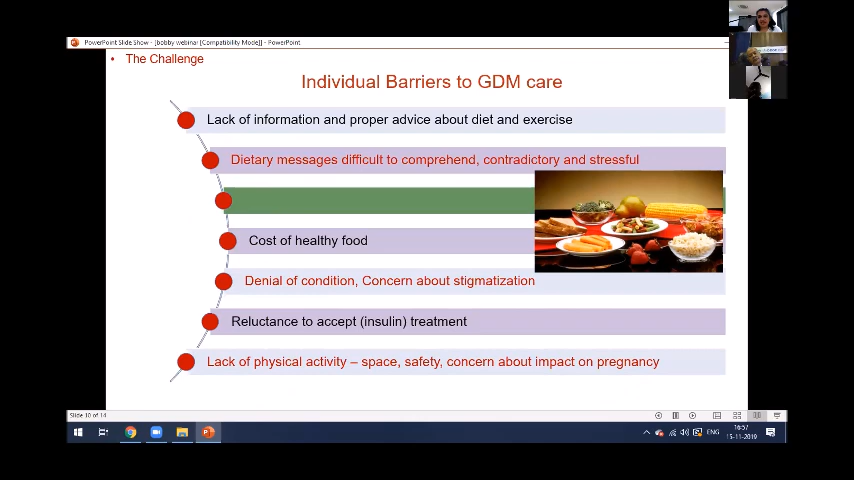 PowerPoint Slide Show - [bobby webinar [Compatibility Mode]] - PowerPoint
• The Challenge
Individual Barriers to GDM care
Lack of information and proper advice about diet and exercise
Dietary messages difficult to comprehend, contradictory and stressful
Cost of healthy food
Denial of condition, Concern about stigmatization
Reluctance to accept (insulin) treatment
Lack of physical activity – space, safety, concern about impact on pregnancy
Slide 10 of 14
ENG
16:57
15-11-2019